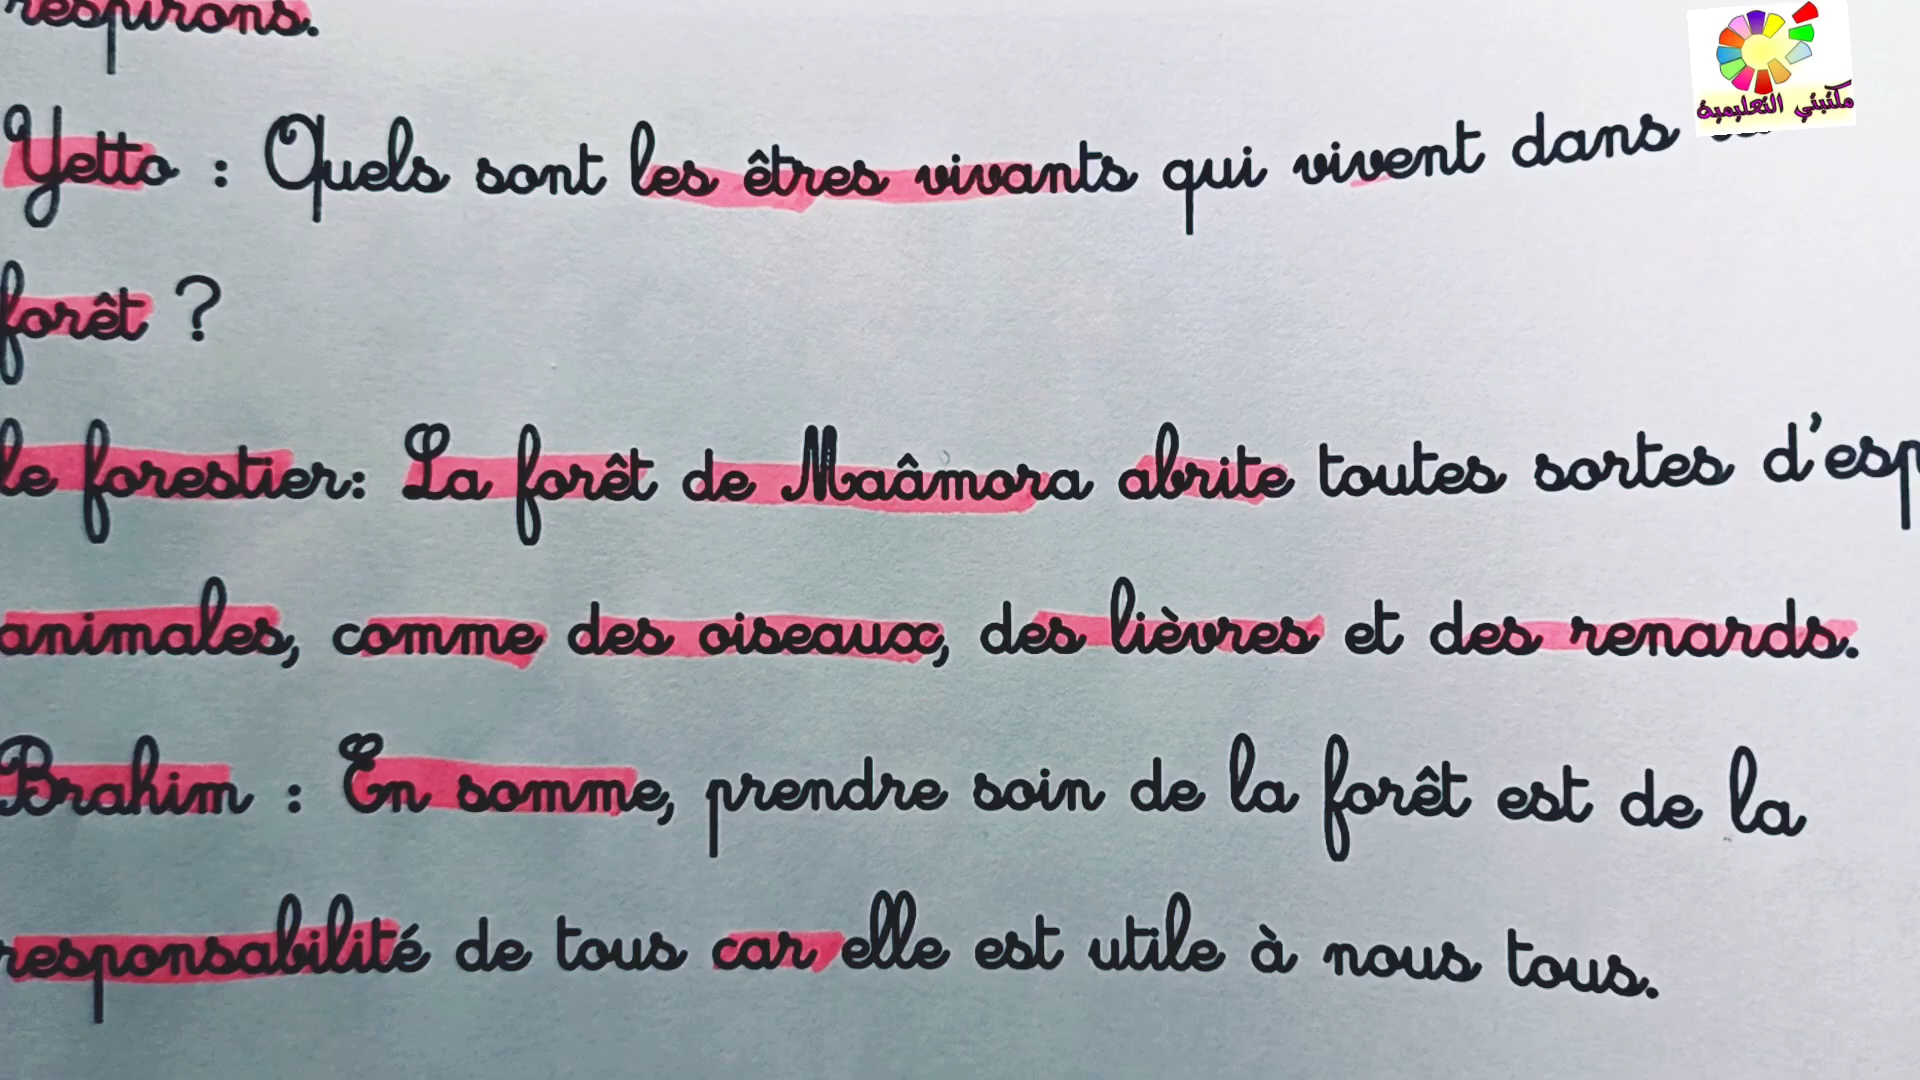 respirons.
مكتبتي التعليمية
Yetto : Quels sont les êtres vivants qui vivent dans
forêt ?
le forestier: La forêt de Maâmora abrite toutes sortes d'esp
animales, comme des oiseaux, des lièvres et des renards.
Brahim : En somme, prendre soin de la forêt est de la
responsabilité de tous car elle est utile à nous tous.